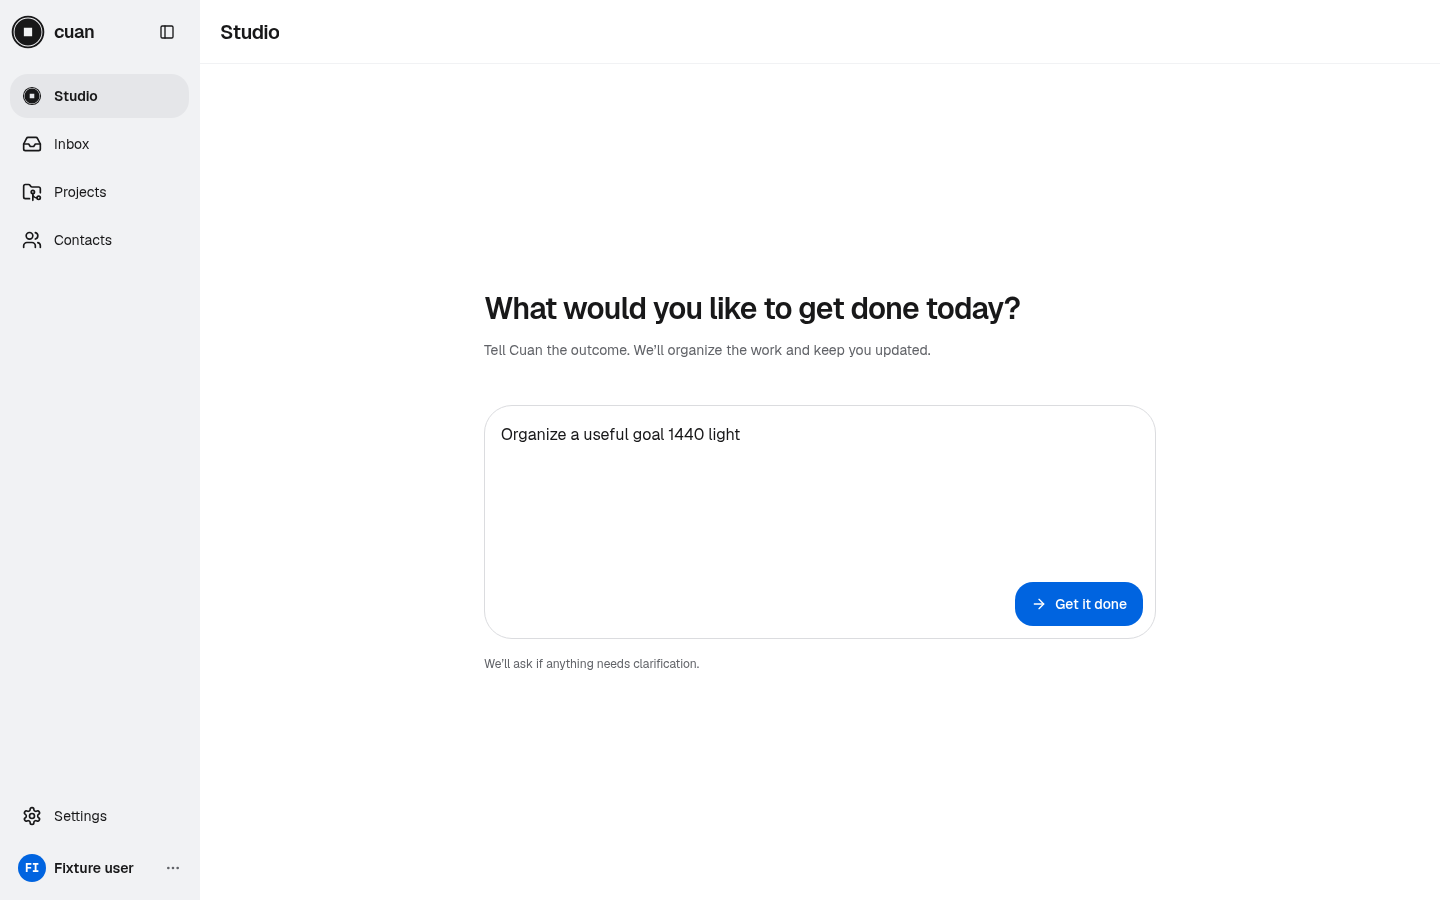 cuan
Studio
Inbox
Projects
Contacts
Settings
FI
Fixture user
Studio
What would you like to get done today?
Tell Cuan the outcome. We’ll organize the work and keep you updated.
Organize a useful goal 1440 light
Get it done
We’ll ask if anything needs clarification.